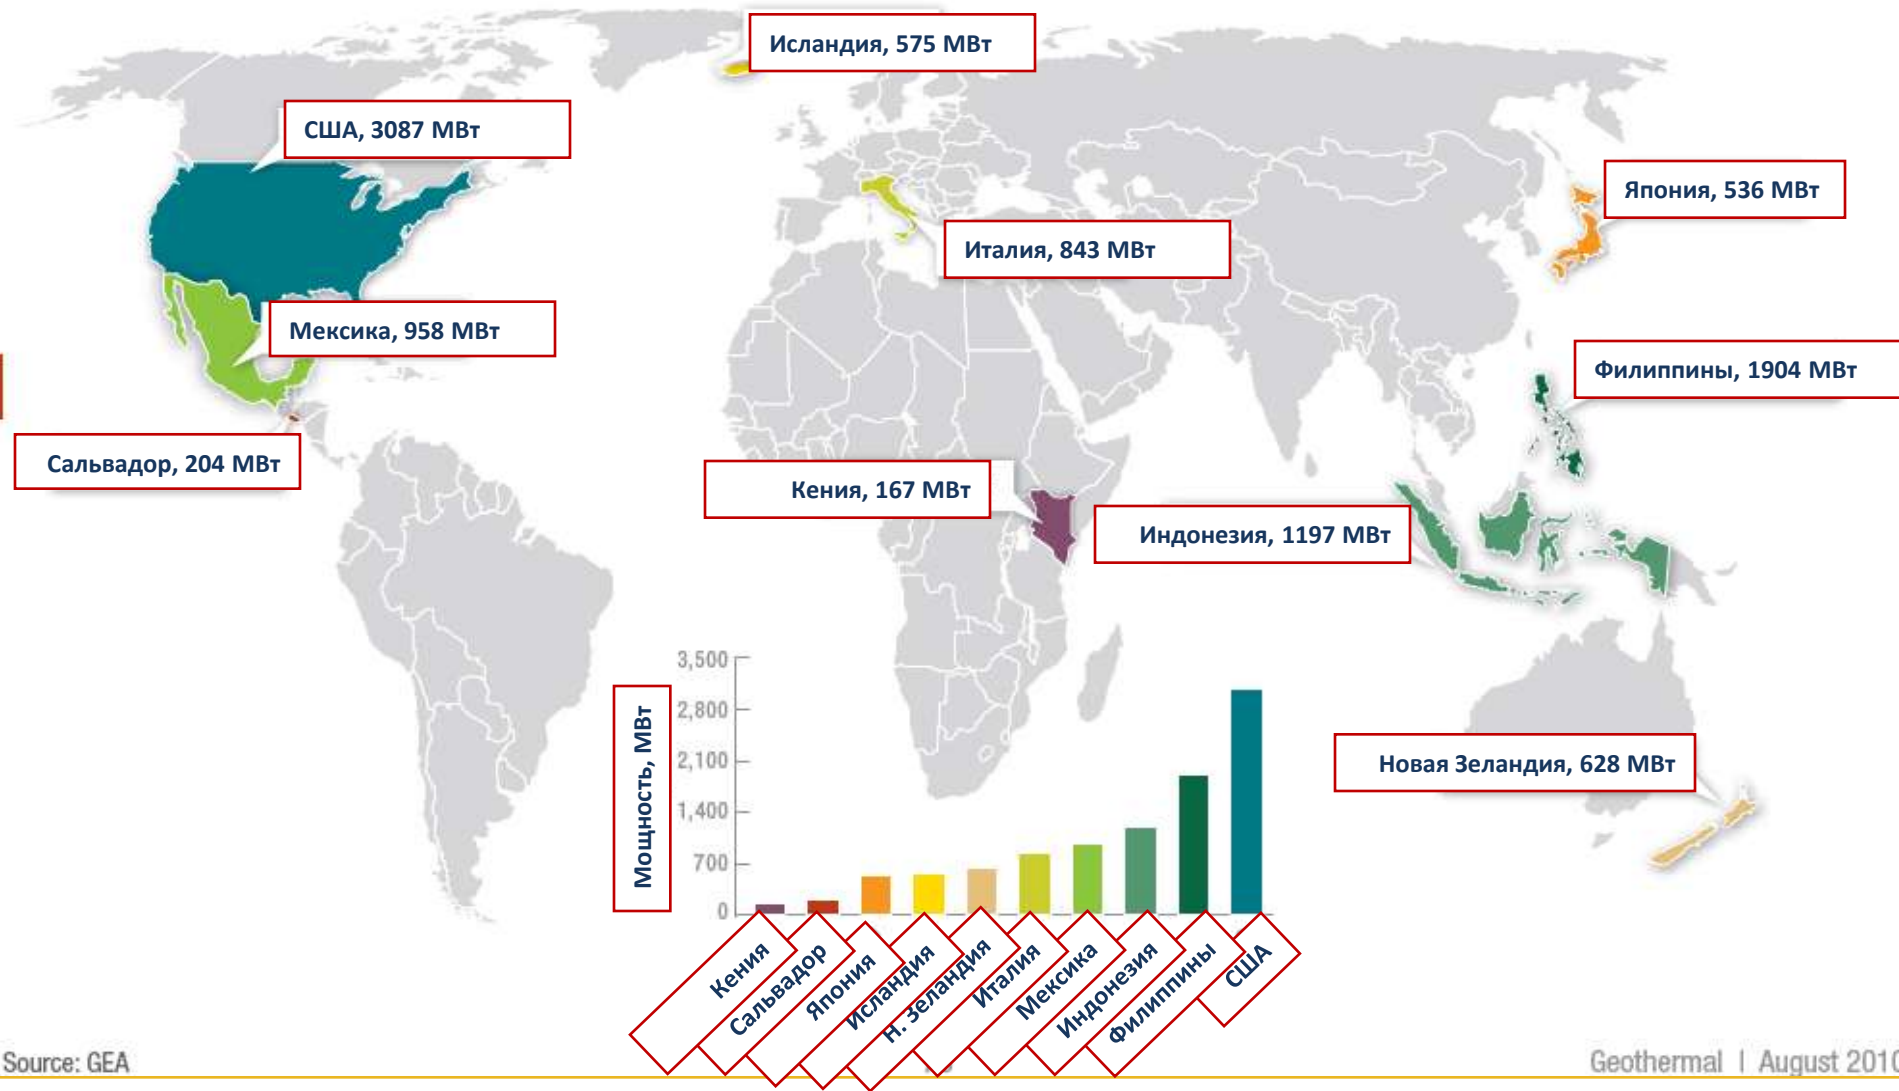 Исландия, 575 МВт
США, 3087 МВт
Япония, 536 МВт
Италия, 843 МВт
Мексика, 958 МВт
Филиппины, 1904 МВт
Сальвадор, 204 МВт
Кения, 167 МВт
Индонезия, 1197 МВт
Новая Зеландия, 628 МВт
Мощность, МВт
3,500
2,800
2,100
1,400
700
0
Кения
Сальвадор
Япония
Исландия
Н. Зеландия
Италия
Мексика
Индонезия
Филиппины
США
Source: GEA
Geothermal | August 2010